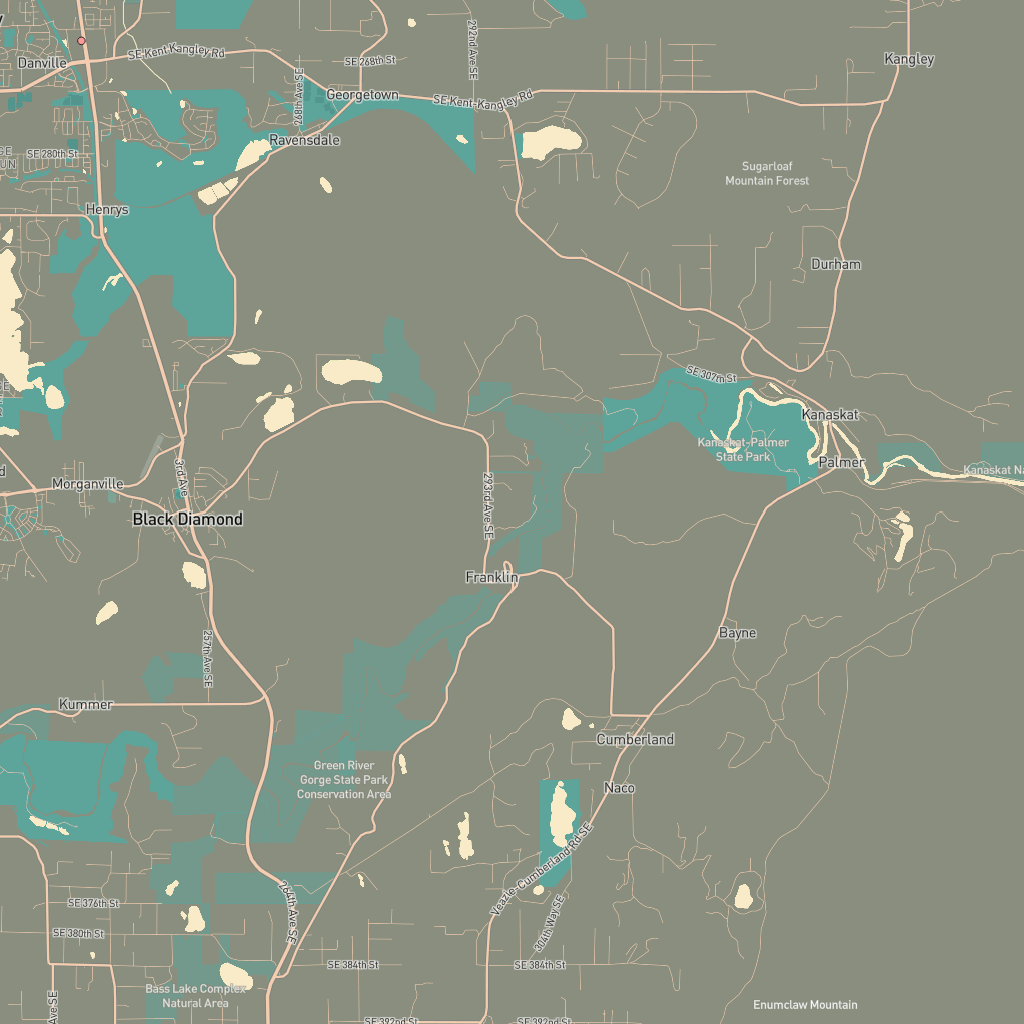 Kangley
SE Kent Kangley Rd
292nd Ave SE
SE 268th St
Danville
268th Ave SE
Georgetown
SE Kent-Kangley Rd
Ravensdale
SE 280th St
Sugarloaf
Mountain Forest
Henrys
Durham
SE 307th St
Kanaskat
Kanaskat-Palmer
State Park
Palmer
Kanaskat Na
3rd Ave
Morganville
293rd Ave SE
Black Diamond
Franklin
Bayne
257th Ave SE
Kummer
Cumberland
Green River
Gorge State Park
Conservation Area
Naco
Veazie-Cumberland Rd SE
SE 376th St
264th Ave SE
304th Way SE
SE 380th St
SE 384th St
SE 384th St
Bass Lake Complex
Natural Area
Enumclaw Mountain
Ave SE
SE 392nd St
SE 392nd St